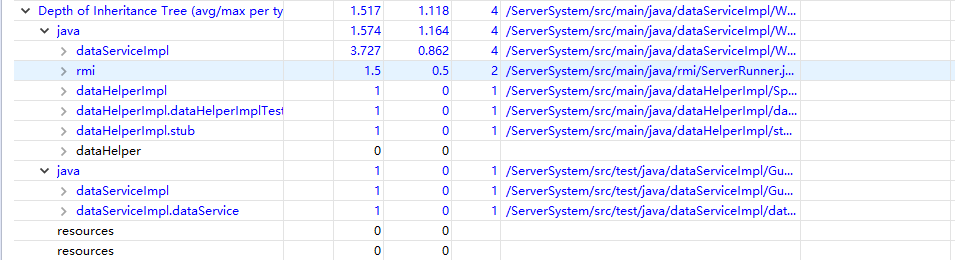 Depth of Inheritance Tree (avg/max per ty 1.517 1.118 4 /ServerSystem/src/main/java/dataServiceImpl/W...
java 1.574 1.164 4 /ServerSystem/src/main/java/dataServiceImpl/W...
dataServiceImpl 3.727 0.862 4 /ServerSystem/src/main/java/dataServiceImpl/W...
rmi 1.5 0.5 2 /ServerSystem/src/main/java/rmi/ServerRunner.j...
dataHelperImpl 1 0 1 /ServerSystem/src/main/java/dataHelperImpl/Sp...
dataHelperImpl.dataHelperImplTest 1 0 1 /ServerSystem/src/main/java/dataHelperImpl/da...
dataHelperImpl.stub 1 0 1 /ServerSystem/src/main/java/dataHelperImpl/st...
dataHelper 0 0
java 1 0 1 /ServerSystem/src/test/java/dataServiceImpl/Gu...
dataServiceImpl 1 0 1 /ServerSystem/src/test/java/dataServiceImpl/Gu...
dataServiceImpl.dataService 1 0 1 /ServerSystem/src/test/java/dataServiceImpl/dat...
resources 0 0
resources 0 0